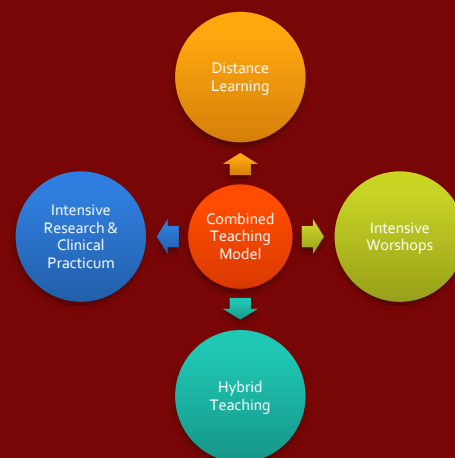 Distance
Learning
Intensive
Research &
Clinical
Practicum
Combined
Teaching
Model
Intensive
Worshops
Hybrid
Teaching